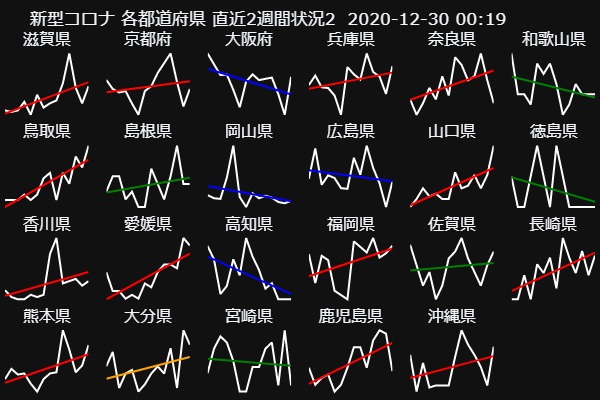 新型コロナ 各都道府県 直近2週間状況2 2020-12-30 00:19
滋賀県 京都府 大阪府 兵庫県 奈良県 和歌山県
鳥取県 島根県 岡山県 広島県 山口県 徳島県
香川県 愛媛県 高知県 福岡県 佐賀県 長崎県
熊本県 大分県 宮崎県 鹿児島県 沖縄県